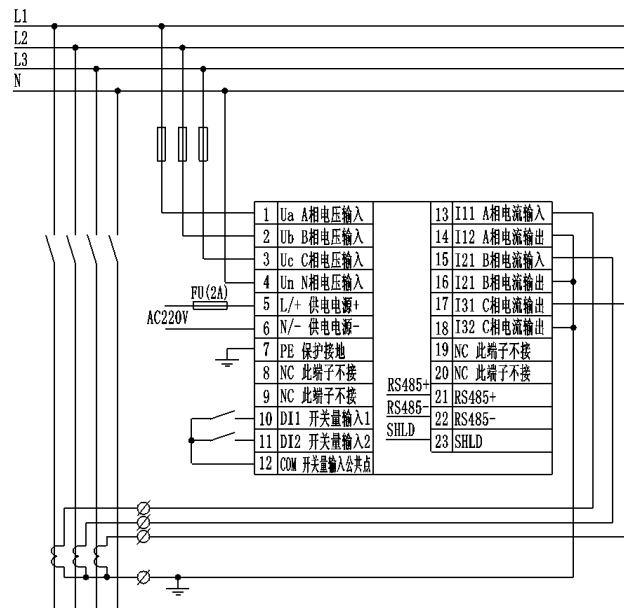 L1
L2
L3
N
1 Ua A相电压输入
2 Ub B相电压输入
3 Uc C相电压输入
4 Un N相电压输入
5 L/+ 供电电源+
6 N/- 供电电源-
7 PE 保护接地
8 NC 此端子不接
9 NC 此端子不接
10 DI1 开关量输入1
11 DI2 开关量输入2
12 COM 开关量输入公共点
FU(2A)
AC220V
13 I11 A相电流输入
14 I12 A相电流输出
15 I21 B相电流输入
16 I21 B相电流输出
17 I31 C相电流输出
18 I32 C相电流输出
19 NC 此端子不接
20 NC 此端子不接
21 RS485+
22 RS485-
23 SHLD
RS485+
RS485-
SHLD